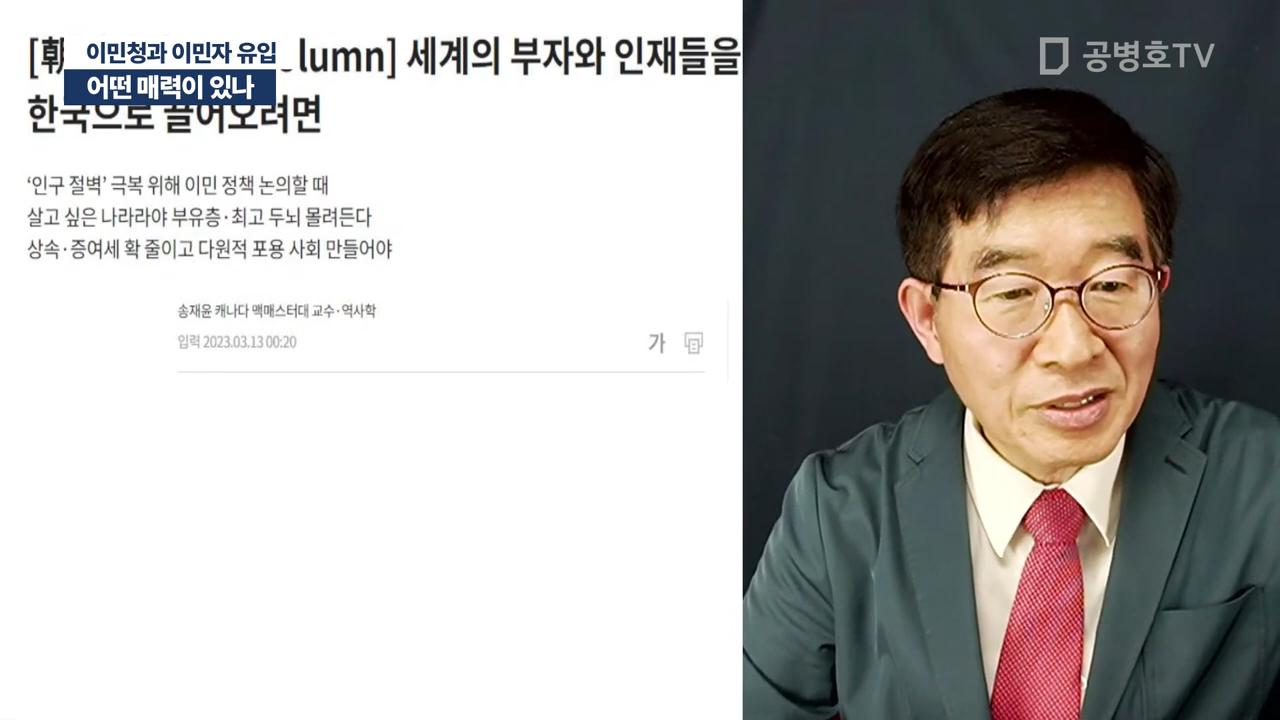 이민청과 이민자 유입
어떤 매력이 있나
[朝 lumn] 세계의 부자와 인재들을
한국으로 끌어오려면
공병호TV
‘인구 절벽’ 극복 위해 이민 정책 논의할 때
살고 싶은 나라라야 부유층·최고 두뇌 몰려든다
상속·증여세 확 줄이고 다원적 포용 사회 만들어야
송재윤 캐나다 맥매스터대 교수·역사학
입력 2023.03.13 00:20
가